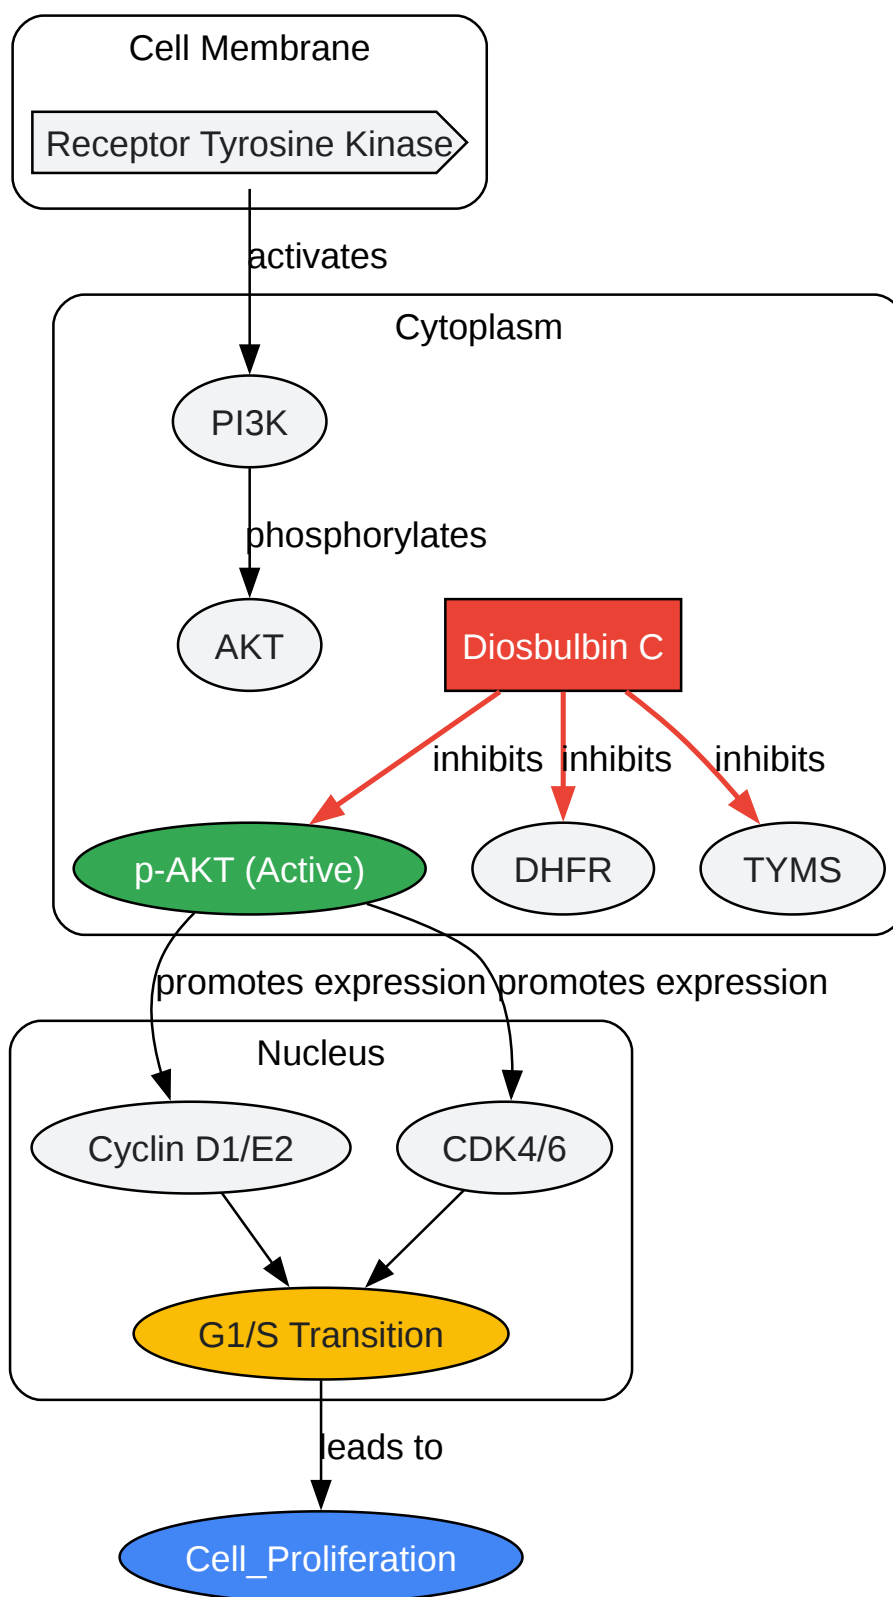 Cell Membrane
Receptor Tyrosine Kinase
activates
Cytoplasm
PI3K
phosphorylates
AKT
Diosbulbin C
inhibits
inhibits
inhibits
p-AKT (Active)
DHFR
TYMS
promotes expression
promotes expression
Nucleus
Cyclin D1/E2
CDK4/6
G1/S Transition
leads to
Cell_Proliferation